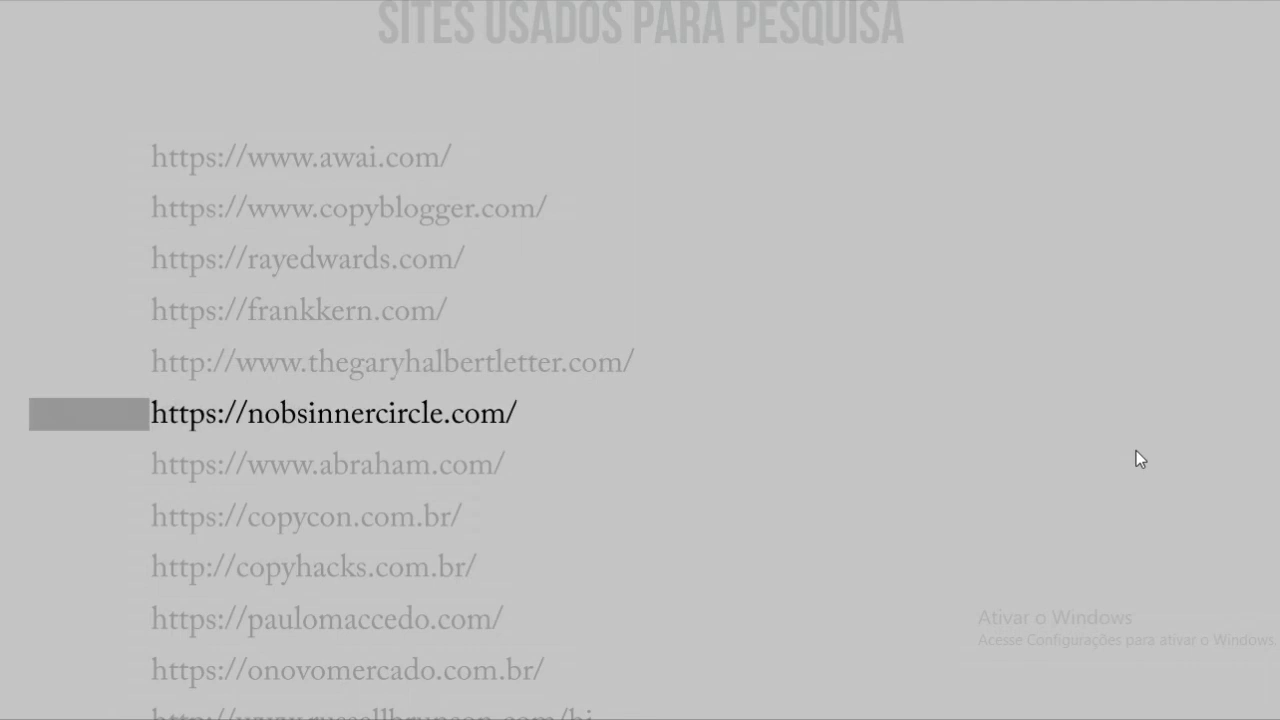 SITES USADOS PARA PESQUISA
https://www.awai.com/
https://www.copyblogger.com/
https://rayedwards.com/
https://frankkern.com/
http://www.thegaryhalbertletter.com/
https://nobsinnercircle.com/
https://www.abraham.com/
https://copycon.com.br/
http://copyhacks.com.br/
https://paulomaccedo.com/
Ativar o Windows
Acesse Configurações para ativar o Windows.
https://onovomercado.com.br/